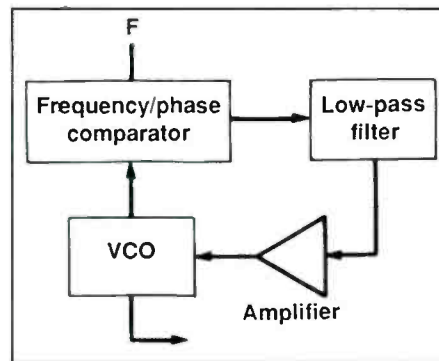 F
Frequency/phase
comparator
Low-pass
filter
VCO
Amplifier